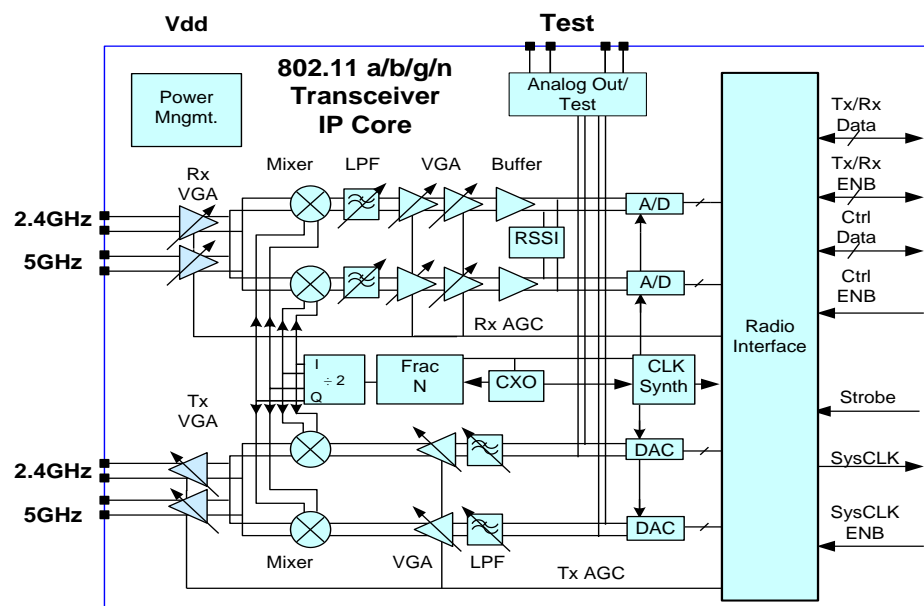 Vdd
Test
802.11 a/b/g/n
Transceiver
IP Core
Power
Mngmt.
Analog Out/
Test
Tx/Rx
Data
Tx/Rx
ENB
Ctrl
Data
Ctrl
ENB
Mixer
LPF
VGA
Buffer
Rx
VGA
2.4GHz
5GHz
A/D
RSSI
A/D
Rx AGC
Radio
Interface
I
÷ 2
Q
Frac
N
CXO
CLK
Synth
Strobe
SysCLK
SysCLK
ENB
Tx
VGA
2.4GHz
5GHz
DAC
DAC
Mixer
VGA
LPF
Tx AGC